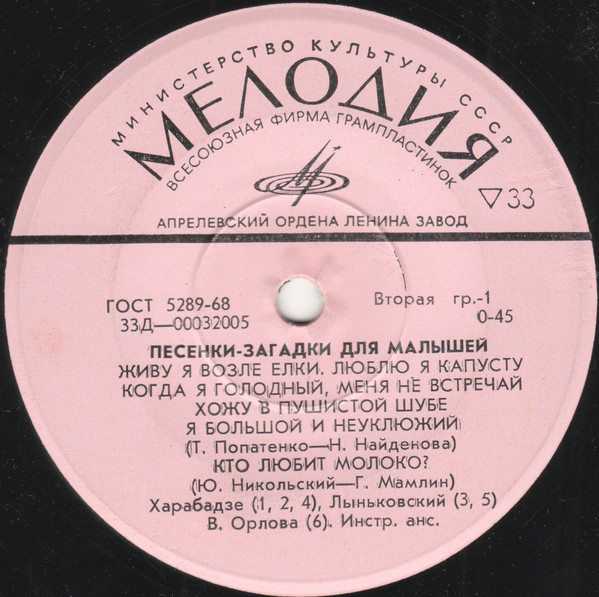 МИНИСТЕРСТВО КУЛЬТУРЫ СССР
МЕЛОДИЯ
ВСЕСОЮЗНАЯ ФИРМА ГРАМПЛАСТИНОК
▽33
АПРЕЛЕВСКИЙ ОРДЕНА ЛЕНИНА ЗАВОД
ГОСТ 5289-68 Вторая гр.-1
33Д—00032005 0-45
ПЕСЕНКИ-ЗАГАДКИ ДЛЯ МАЛЫШЕЙ
ЖИВУ Я ВОЗЛЕ ЕЛКИ. ЛЮБЛЮ Я КАПУСТУ
КОГДА Я ГОЛОДНЫЙ, МЕНЯ НЕ ВСТРЕЧАЙ
ХОЖУ В ПУШИСТОЙ ШУБЕ
Я БОЛЬШОЙ И НЕУКЛЮЖИЙ
(Т. Попатенко—Н. Найденова)
КТО ЛЮБИТ МОЛОКО?
(Ю. Никольский—Г. Мамлин)
Харабадзе (1, 2, 4), Лыньковский (3, 5)
В. Орлова (6). Инстр. анс.